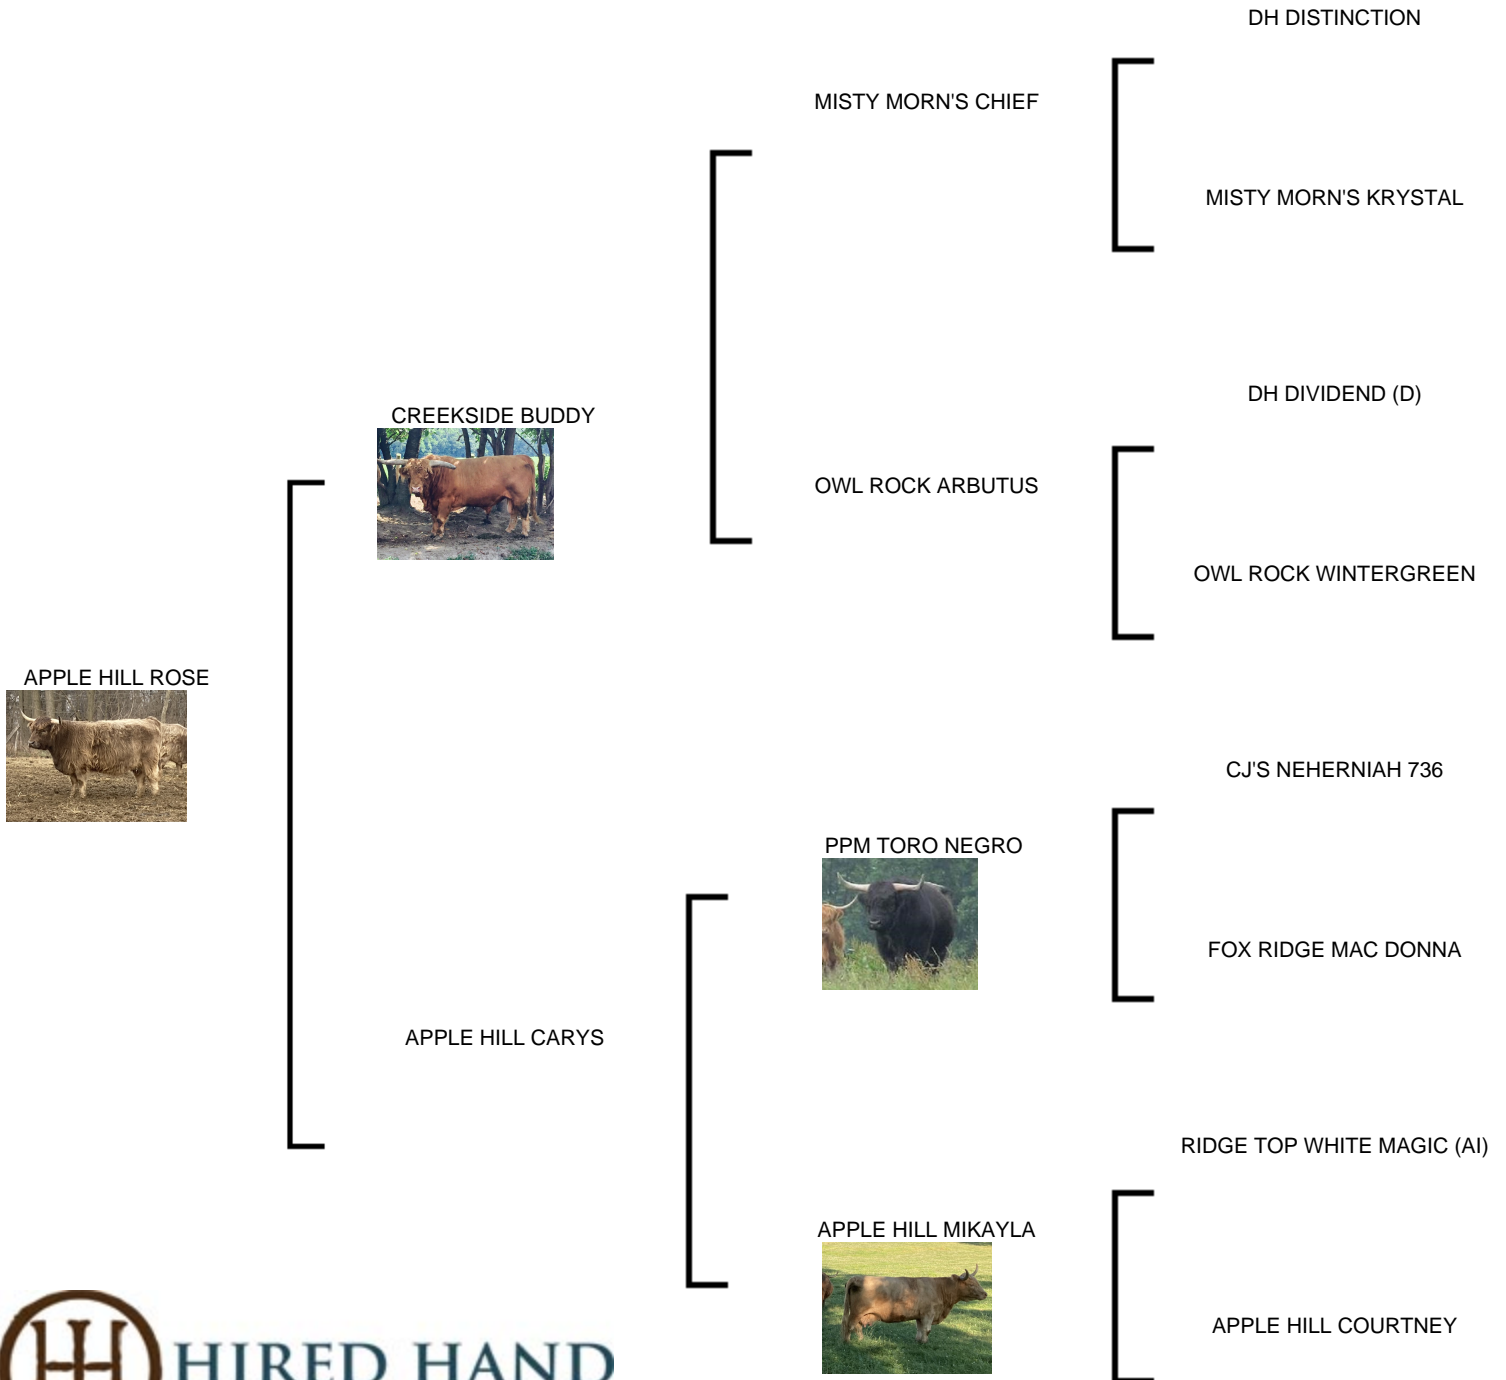 DH DISTINCTION
MISTY MORN'S CHIEF
MISTY MORN'S KRYSTAL
DH DIVIDEND (D)
CREEKSIDE BUDDY
OWL ROCK ARBUTUS
OWL ROCK WINTERGREEN
APPLE HILL ROSE
CJ'S NEHERNIAH 736
PPM TORO NEGRO
FOX RIDGE MAC DONNA
APPLE HILL CARYS
RIDGE TOP WHITE MAGIC (AI)
APPLE HILL MIKAYLA
APPLE HILL COURTNEY
HIRED HAND